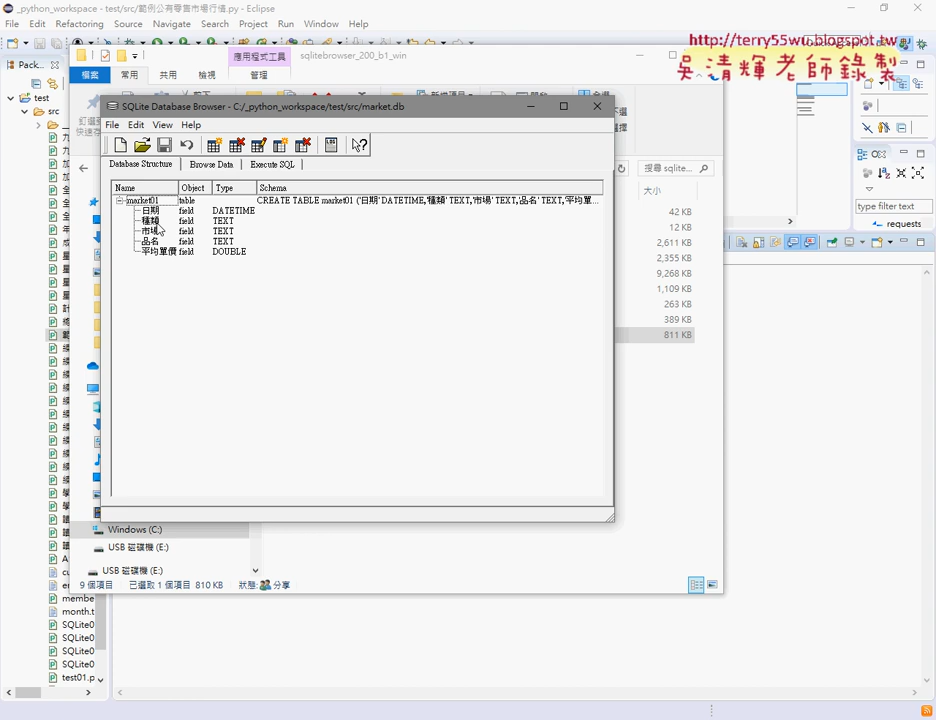 _python_workspace - test/src/範例公有零售市場行情.py - Eclipse
File Edit Refactoring Source Navigate Search Project Run Window Help
http://terry55wu.blogspot.tw
吳清輝老師錄製
Pack...
應用程式工具
sqlitebrowser_200_b1_win
檔案 常用 共用 檢視 管理
test
src
SQLite Database Browser - C:/_python_workspace/test/src/market.db
File Edit View Help
Database Structure Browse Data Execute SQL
搜尋 sqlite...
大小
Name Object Type Schema
market01 table CREATE TABLE market01 ('日期' DATETIME,'種類' TEXT,'市場' TEXT,'品名' TEXT,'平均單...
日期 field DATETIME
種類 field TEXT
市場 field TEXT
品名 field TEXT
平均單價 field DOUBLE
42 KB
22 KB
2,611 KB
2,355 KB
9,268 KB
1,109 KB
263 KB
389 KB
811 KB
type filter text
requests
Windows (C:)
USB 磁碟機 (E:)
USB 磁碟機 (E:)
9 個項目 已選取 1 個項目 810 KB 狀態: 分享
membe
month.t
SQLite0
SQLite0
SQLite0
SQLite0
test01.p